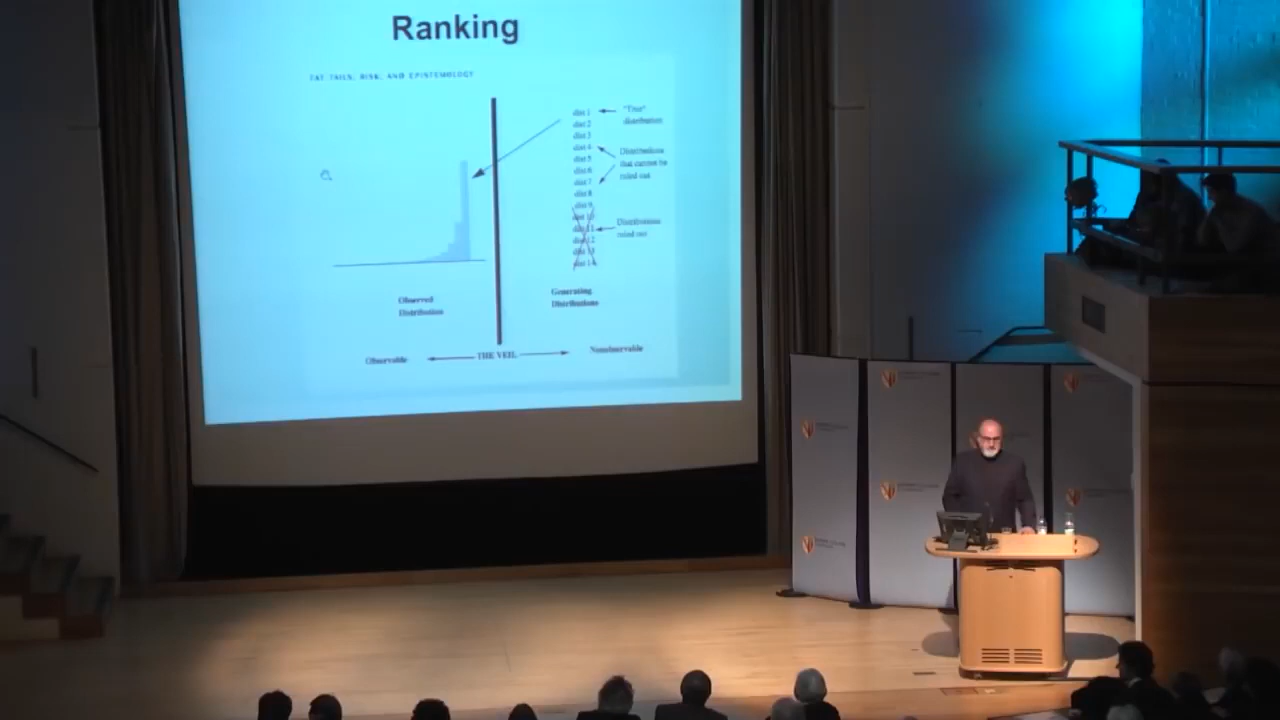 Ranking
FAT TAILS, RISK, AND EPISTEMOLOGY
dist 1
dist 2
dist 3
dist 4
dist 5
dist 6
dist 7
dist 8
dist 9
dist 10
dist 11
dist 12
dist 13
dist 14
"True"
distribution
Distributions
that cannot be
ruled out
Distributions
ruled out
Observed
Distribution
Generating
Distributions
Observable
THE VEIL
Nonobservable